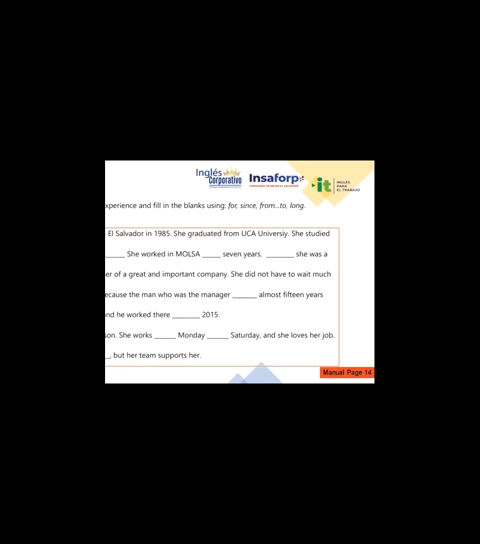 Inglés
Corporativo
Insaforp
it INGLÉS PARA EL TRABAJO
xperience and fill in the blanks using: for, since, from...to, long.
El Salvador in 1985. She graduated from UCA Universiy. She studied
______ She worked in MOLSA _____ seven years. ________ she was a
er of a great and important company. She did not have to wait much
ecause the man who was the manager _______ almost fifteen years
nd he worked there ________ 2015.
son. She works ______ Monday ______ Saturday, and she loves her job.
_, but her team supports her.
Manual Page 14